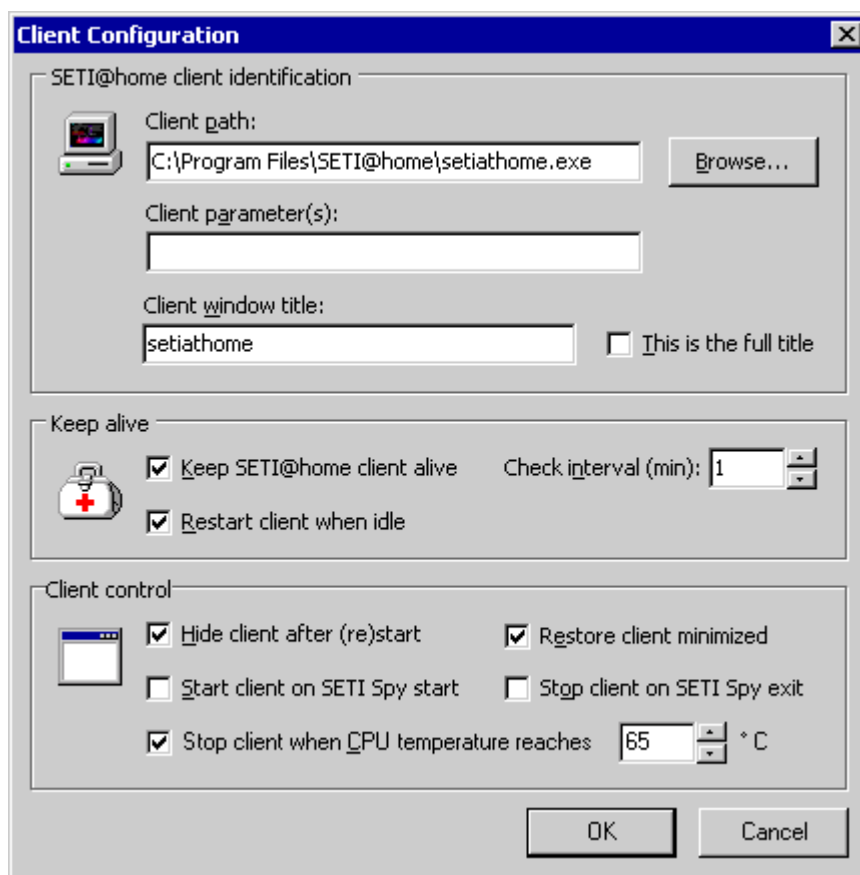 Client Configuration
SETI@home client identification
Client path:
C:\Program Files\SETI@home\setiathome.exe
Browse...
Client parameter(s):
Client window title:
setiathome
This is the full title
Keep alive
Keep SETI@home client alive
Check interval (min):
1
Restart client when idle
Client control
Hide client after (re)start
Restore client minimized
Start client on SETI Spy start
Stop client on SETI Spy exit
Stop client when CPU temperature reaches
65
° C
OK
Cancel